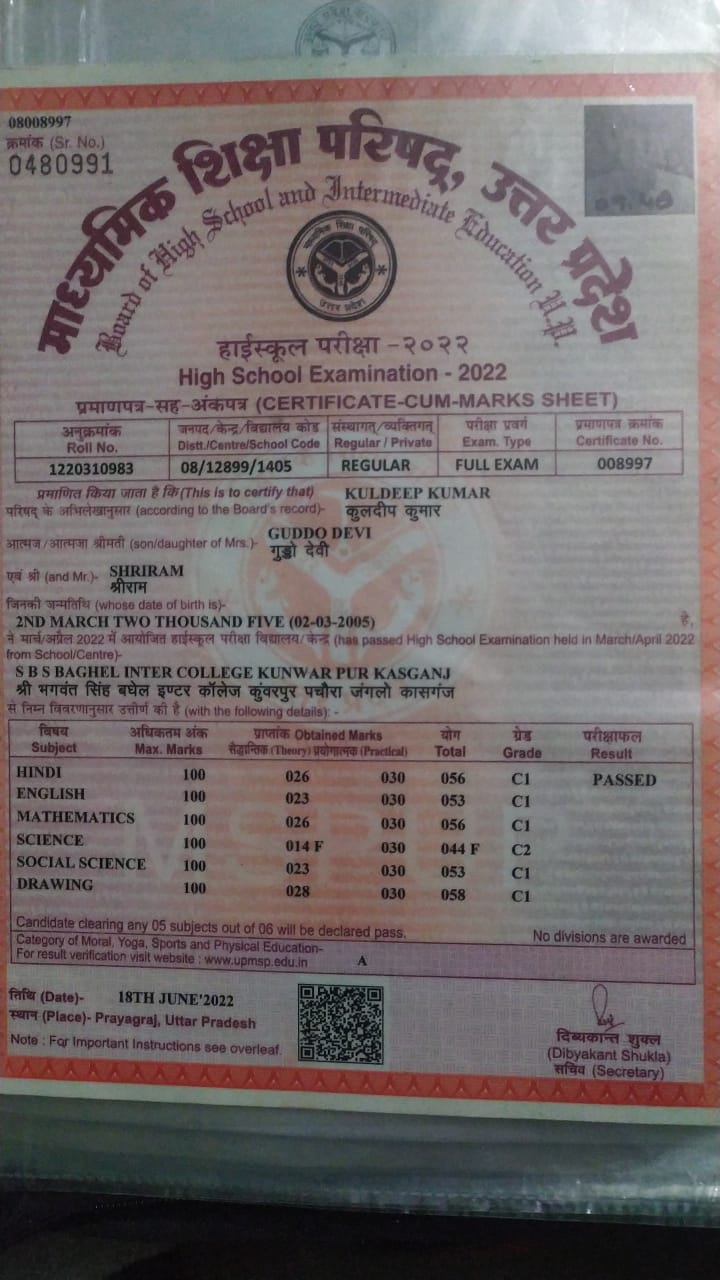 08008997
क्रमांक (Sr. No.)
0480991
माध्यमिक शिक्षा परिषद्, उत्तर प्रदेश
Board of High School and Intermediate Education U.P.
माध्यमिक शिक्षा परिषद्
उत्तर प्रदेश
हाईस्कूल परीक्षा -२०२२
High School Examination - 2022
प्रमाणपत्र-सह-अंकपत्र (CERTIFICATE-CUM-MARKS SHEET)
अनुक्रमांक जनपद/केन्द्र/विद्यालय कोड संस्थागत/व्यक्तिगत् परीक्षा प्रवर्ग प्रमाणपत्र क्रमांक
Roll No. Distt./Centre/School Code Regular / Private Exam. Type Certificate No.
1220310983 08/12899/1405 REGULAR FULL EXAM 008997
प्रमाणित किया जाता है कि(This is to certify that) KULDEEP KUMAR
परिषद् के अभिलेखानुसार (according to the Board's record)- कुलदीप कुमार
GUDDO DEVI
आत्मज/आत्मजा श्रीमती (son/daughter of Mrs.)- गुड्डो देवी
एवं श्री (and Mr.)- SHRIRAM
श्रीराम
जिनकी जन्मतिथि (whose date of birth is)-
2ND MARCH TWO THOUSAND FIVE (02-03-2005) है,
ने मार्च/अप्रैल 2022 में आयोजित हाईस्कूल परीक्षा विद्यालय/केन्द्र (has passed High School Examination held in March/April 2022
from School/Centre)-
S B S BAGHEL INTER COLLEGE KUNWAR PUR KASGANJ
श्री भगवंत सिंह बघेल इण्टर कॉलेज कुंवरपुर पचौरा जंगलो कासगंज
से निम्न विवरणानुसार उत्तीर्ण की है (with the following details): -
विषय अधिकतम अंक प्राप्तांक Obtained Marks योग ग्रेड परीक्षाफल
Subject Max. Marks सैद्धान्तिक (Theory) प्रयोगात्मक (Practical) Total Grade Result
HINDI 100 026 030 056 C1 PASSED
ENGLISH 100 023 030 053 C1
MATHEMATICS 100 026 030 056 C1
SCIENCE 100 014 F 030 044 F C2
SOCIAL SCIENCE 100 023 030 053 C1
DRAWING 100 028 030 058 C1
Candidate clearing any 05 subjects out of 06 will be declared pass. No divisions are awarded
Category of Moral, Yoga, Sports and Physical Education-
For result verification visit website : www.upmsp.edu.in A
तिथि (Date)- 18TH JUNE'2022
स्थान (Place)- Prayagraj, Uttar Pradesh
Note : For Important Instructions see overleaf.
दिब्यकान्त शुक्ल
(Dibyakant Shukla)
सचिव (Secretary)